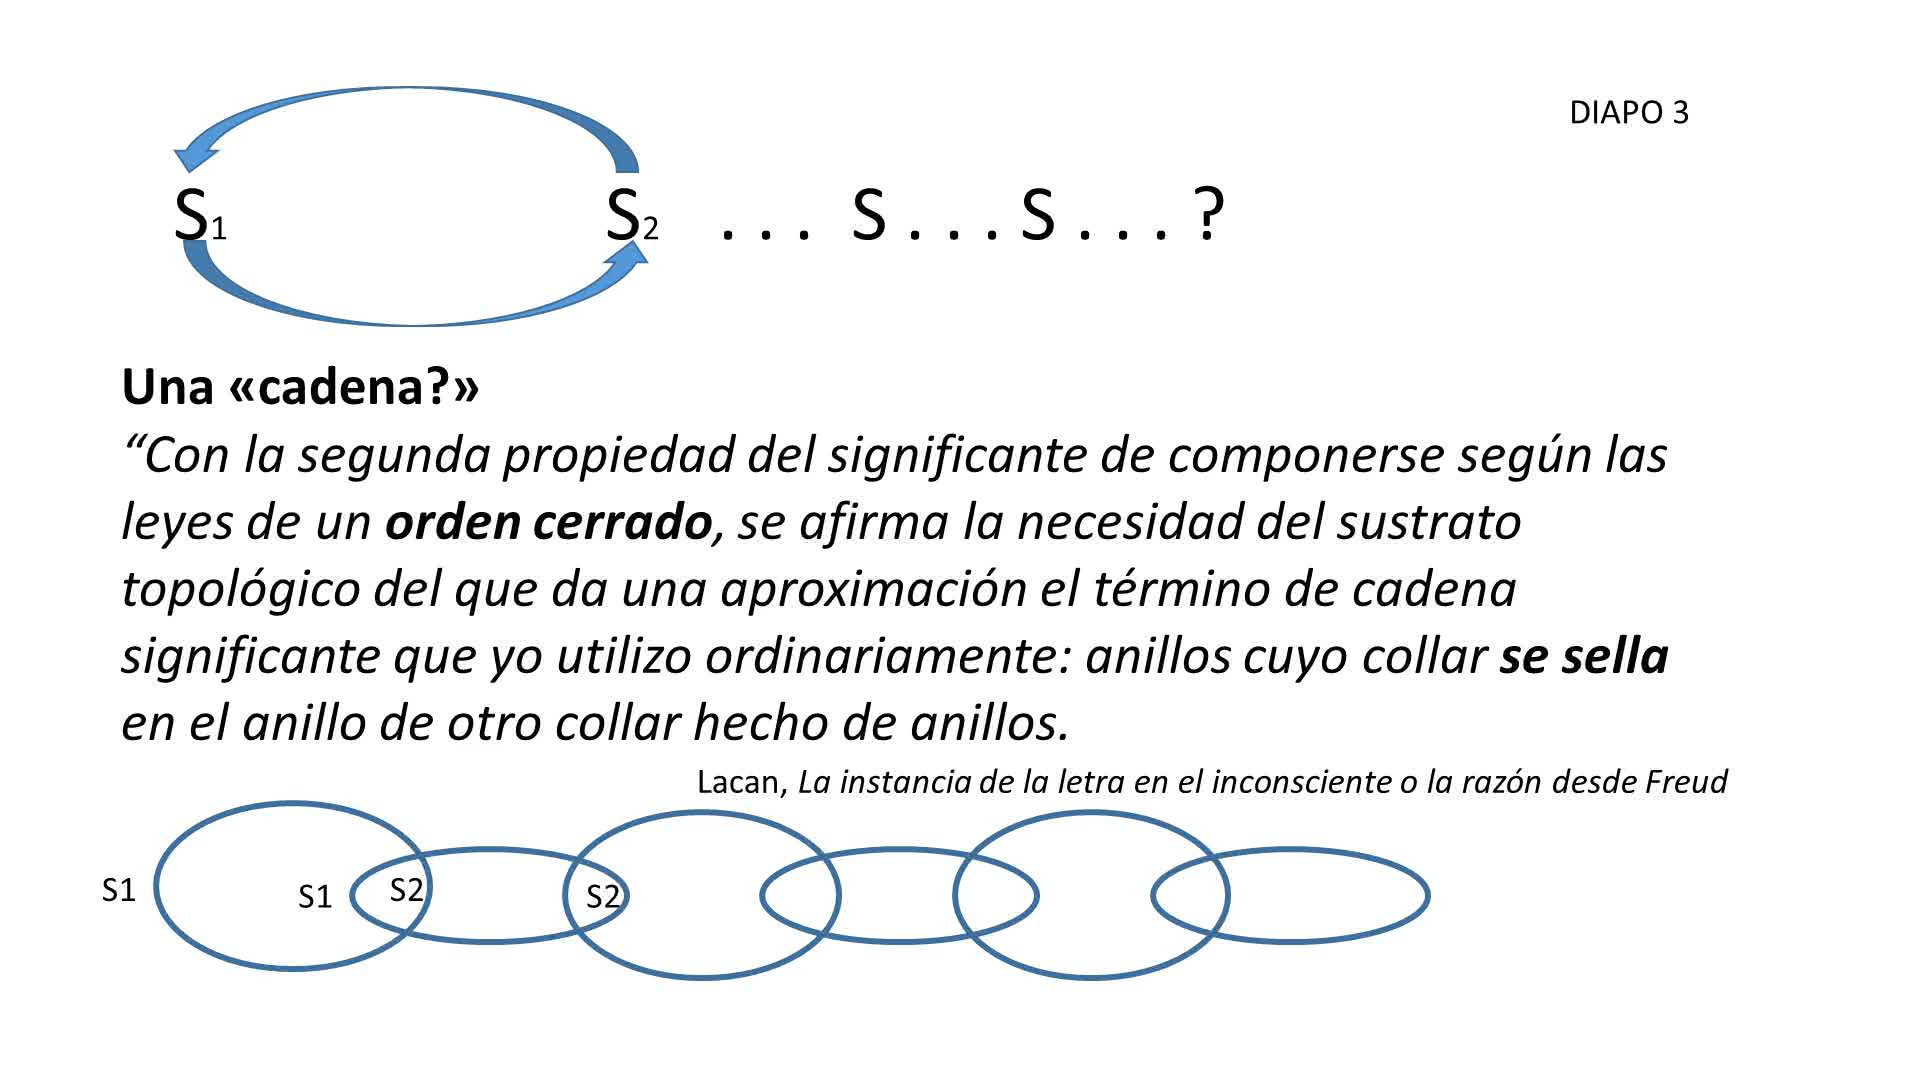 DIAPO 3
S1 S2 . . . S . . . S . . . ?
Una «cadena?»
“Con la segunda propiedad del significante de componerse según las
leyes de un orden cerrado, se afirma la necesidad del sustrato
topológico del que da una aproximación el término de cadena
significante que yo utilizo ordinariamente: anillos cuyo collar se sella
en el anillo de otro collar hecho de anillos.
Lacan, La instancia de la letra en el inconsciente o la razón desde Freud
S1 S1 S2 S2